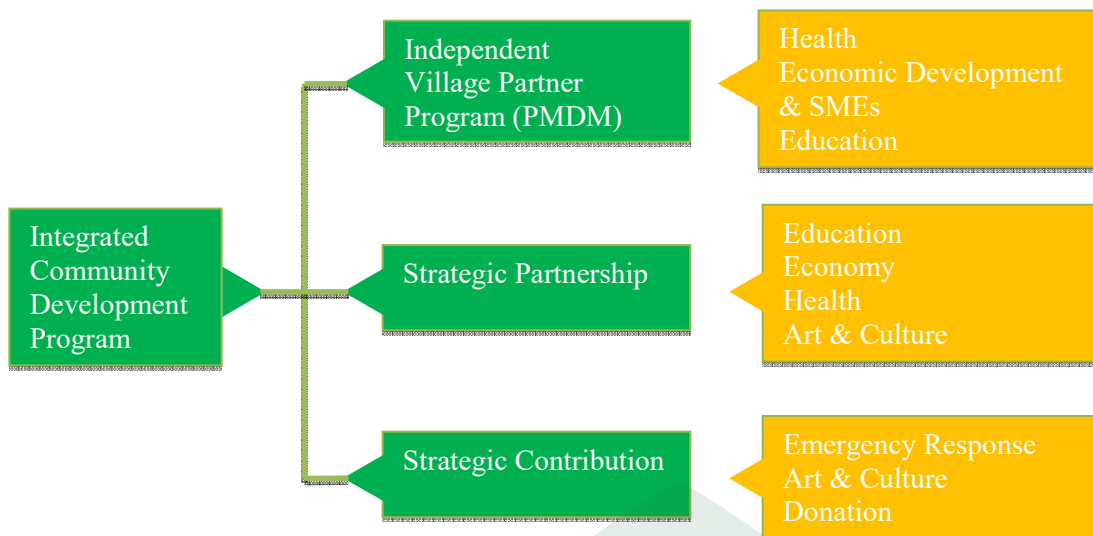 Integrated
Community
Development
Program
Independent
Village Partner
Program (PMDM)
Health
Economic Development
& SMEs
Education
Strategic Partnership
Education
Economy
Health
Art & Culture
Strategic Contribution
Emergency Response
Art & Culture
Donation